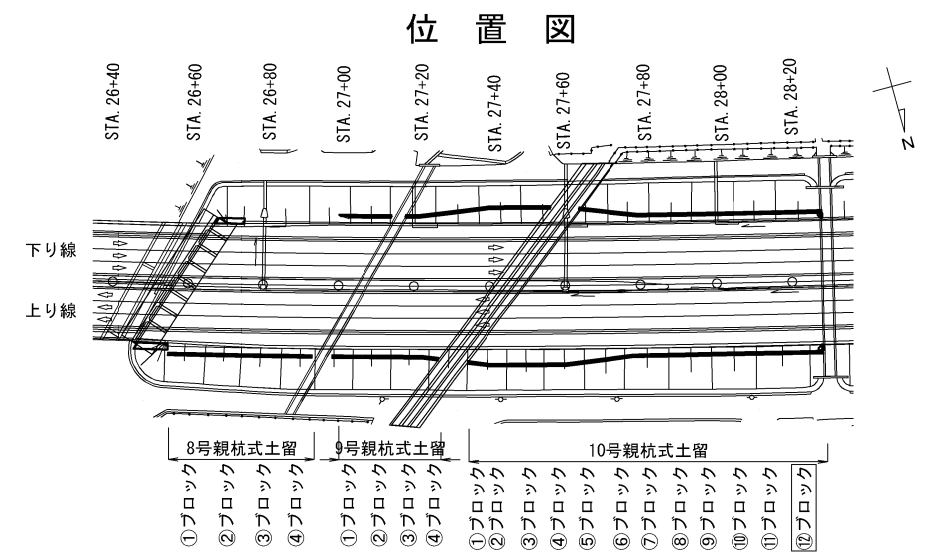 位 置 図
STA. 26+40
STA. 26+60
STA. 26+80
STA. 27+00
STA. 27+20
STA. 27+40
STA. 27+60
STA. 27+80
STA. 28+00
STA. 28+20
N
下り線
上り線
8号親杭式土留
9号親杭式土留
10号親杭式土留
①ブロック
②ブロック
③ブロック
④ブロック
①ブロック
②ブロック
③ブロック
④ブロック
①ブロック
②ブロック
③ブロック
④ブロック
⑤ブロック
⑥ブロック
⑦ブロック
⑧ブロック
⑨ブロック
⑩ブロック
⑪ブロック
⑫ブロック